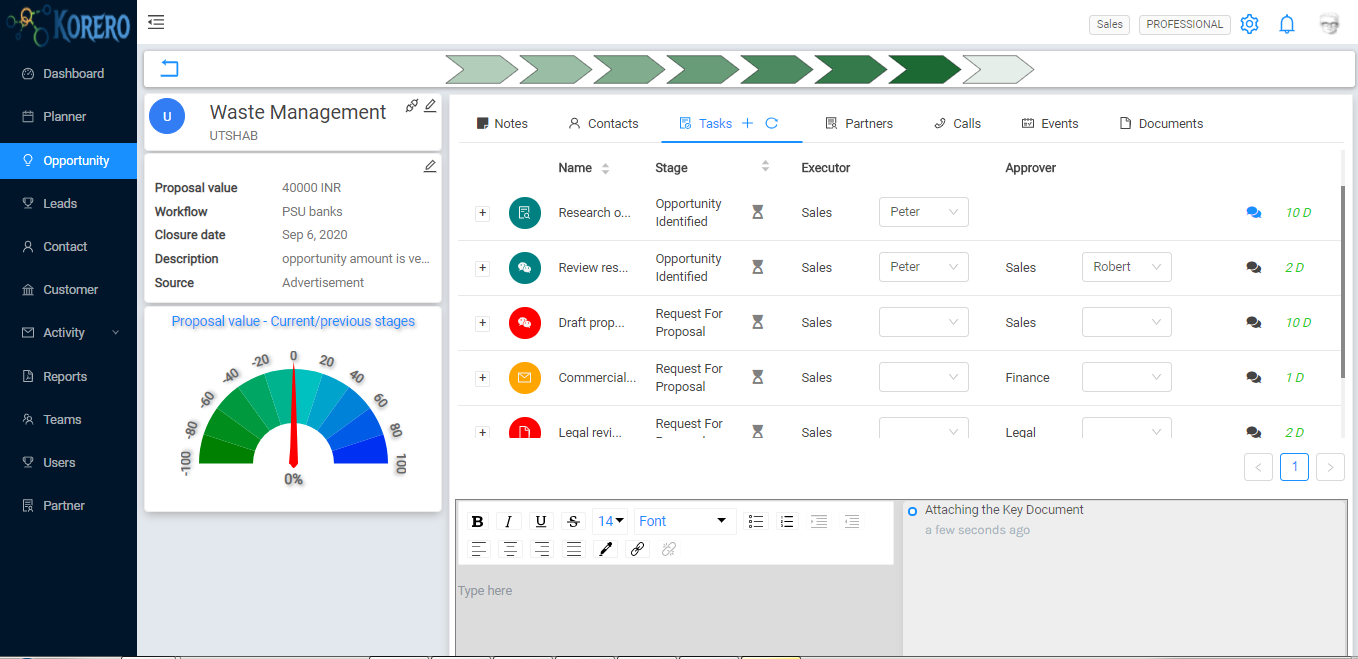 KORERO
Sales
PROFESSIONAL
Dashboard
Planner
Opportunity
Leads
Contact
Customer
Activity
Reports
Teams
Users
Partner
U
Waste Management
UTSHAB
Proposal value 40000 INR
Workflow PSU banks
Closure date Sep 6, 2020
Description opportunity amount is ve...
Source Advertisement
Proposal value - Current/previous stages
-100
-80
-60
-40
-20
0
20
40
60
80
100
0%
Notes Contacts Tasks Partners Calls Events Documents
Name Stage Executor Approver
+ Research o... Opportunity Identified Sales Peter 10 D
+ Review res... Opportunity Identified Sales Peter Sales Robert 2 D
+ Draft prop... Request For Proposal Sales Sales 10 D
+ Commercial... Request For Proposal Sales Finance 1 D
+ Legal revi... Request For Proposal Sales Legal 2 D
< 1 >
B I U S 14 Font
Type here
Attaching the Key Document
a few seconds ago